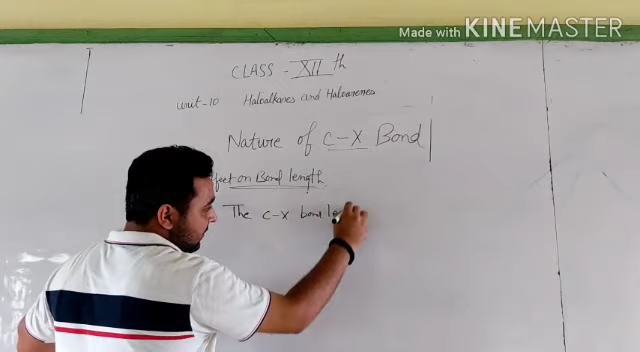 Made with KINEMASTER
CLASS - XII th
unit-10 Haloalkanes and Haloarenes
Nature of C-X Bond
on Bond length
The C-X bond